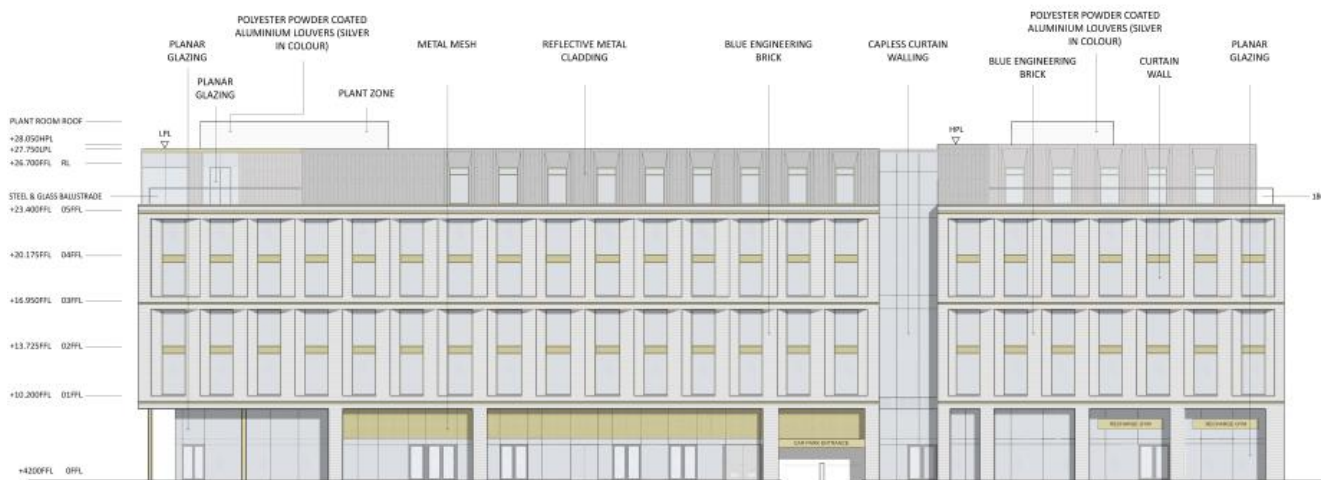 POLYESTER POWDER COATED
ALUMINIUM LOUVERS (SILVER
IN COLOUR)
PLANAR
GLAZING
PLANAR
GLAZING
PLANT ZONE
METAL MESH
REFLECTIVE METAL
CLADDING
BLUE ENGINEERING
BRICK
CAPLESS CURTAIN
WALLING
POLYESTER POWDER COATED
ALUMINIUM LOUVERS (SILVER
IN COLOUR)
BLUE ENGINEERING
BRICK
CURTAIN
WALL
PLANAR
GLAZING
PLANT ROOM ROOF
LPL
HPL
+28.050HPL
+27.750LPL
+26.700FFL RL
STEEL & GLASS BALUSTRADE
+23.400FFL 05FFL
+20.175FFL 04FFL
+16.950FFL 03FFL
+13.725FFL 02FFL
+10.200FFL 01FFL
CAR PARK ENTRANCE
+4200FFL 0FFL